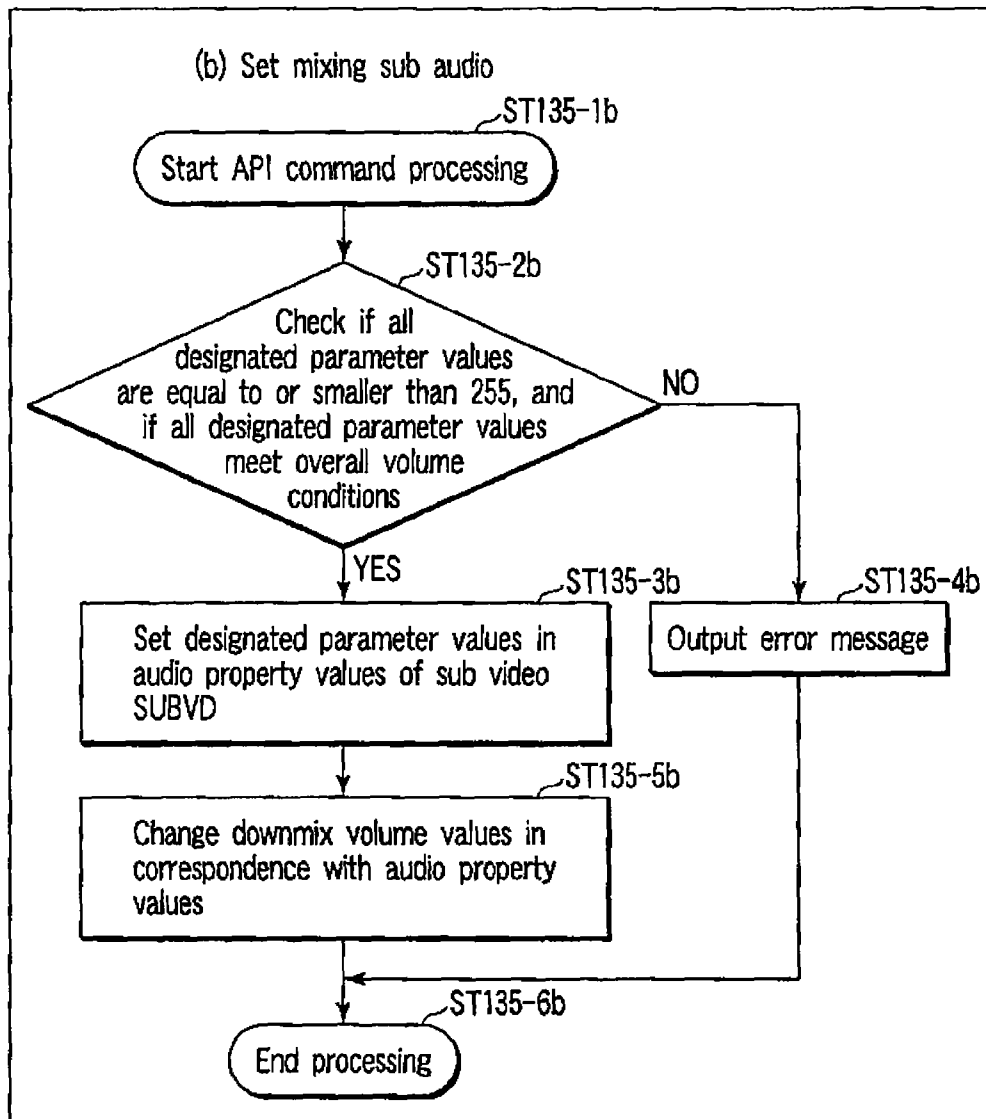 (b) Set mixing sub audio
ST135-1b
Start API command processing
ST135-2b
Check if all
designated parameter values
are equal to or smaller than 255, and
if all designated parameter values
meet overall volume
conditions
NO
YES
ST135-3b
Set designated parameter values in
audio property values of sub video
SUBVD
ST135-4b
Output error message
ST135-5b
Change downmix volume values in
correspondence with audio property
values
ST135-6b
End processing